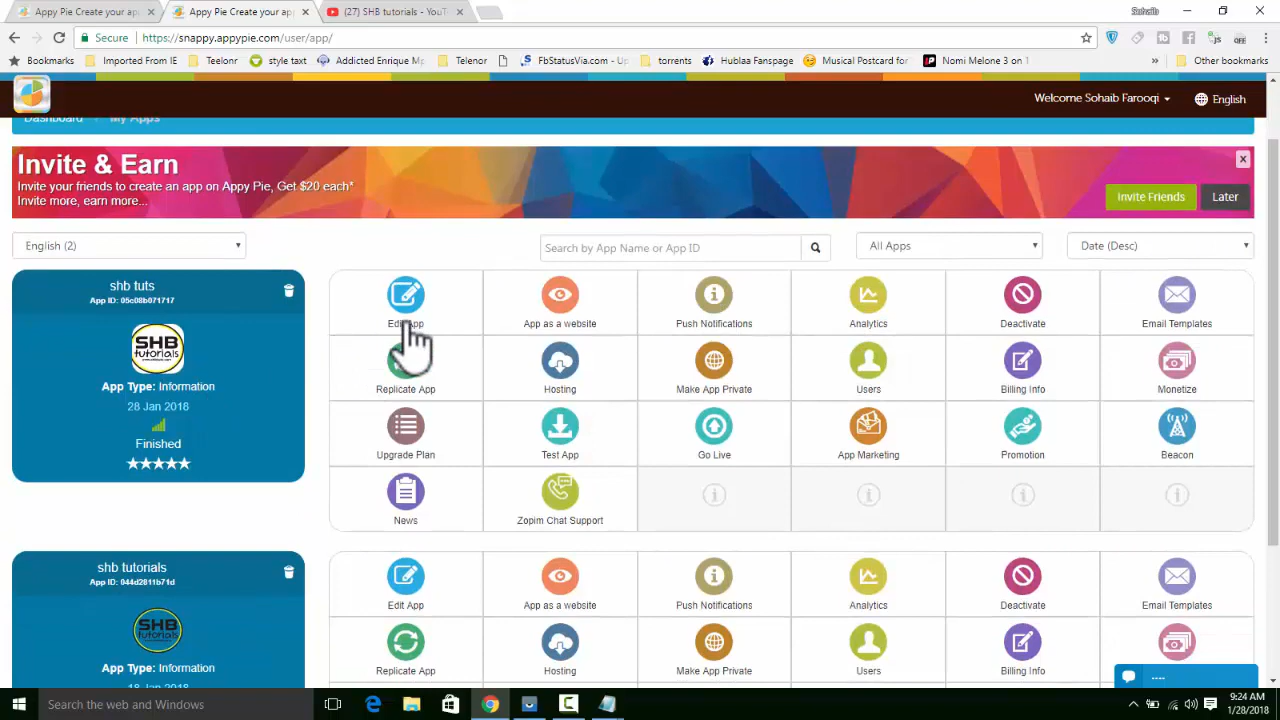 Appy Pie Create your app
Appy Pie Create your app
(27) SHB tutorials - YouT
Sohaib
Secure
https://snappy.appypie.com/user/app/
Bookmarks
Imported From IE
Teelonr
style taxt
Addicted Enrique Mr
Telenor
FbStatusVia.com - Up
torrents
Hublaa Fanspage
Musical Postcard for
Nomi Melone 3 on 1
»
Other bookmarks
Welcome Sohaib Farooqi
English
Dashboard
My Apps
Invite & Earn
Invite your friends to create an app on Appy Pie, Get $20 each*
Invite more, earn more...
Invite Friends
Later
English (2)
Search by App Name or App ID
All Apps
Date (Desc)
shb tuts
App ID: 05c08b071717
SHB
tutorials
App Type: Information
28 Jan 2018
Finished
Edit App
App as a website
Push Notifications
Analytics
Deactivate
Email Templates
Replicate App
Hosting
Make App Private
Users
Billing Info
Monetize
Upgrade Plan
Test App
Go Live
App Marketing
Promotion
Beacon
News
Zopim Chat Support
shb tutorials
App ID: 044d2811b71d
SHB
tutorials
App Type: Information
18 Jan 2018
Edit App
App as a website
Push Notifications
Analytics
Deactivate
Email Templates
Replicate App
Hosting
Make App Private
Users
Billing Info
----
Search the web and Windows
9:24 AM
1/28/2018